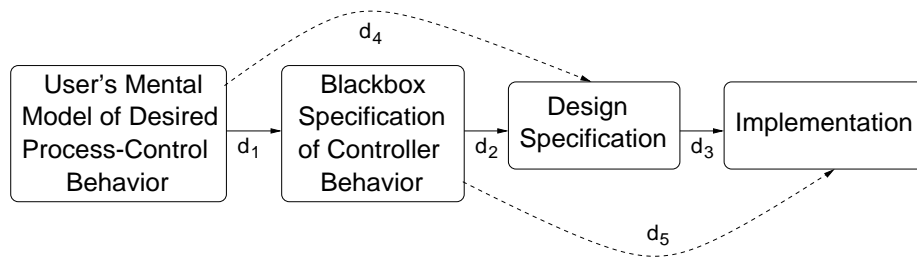 d4
User's Mental
Model of Desired
Process-Control
Behavior
d1
Blackbox
Specification
of Controller
Behavior
d2
Design
Specification
d3
Implementation
d5